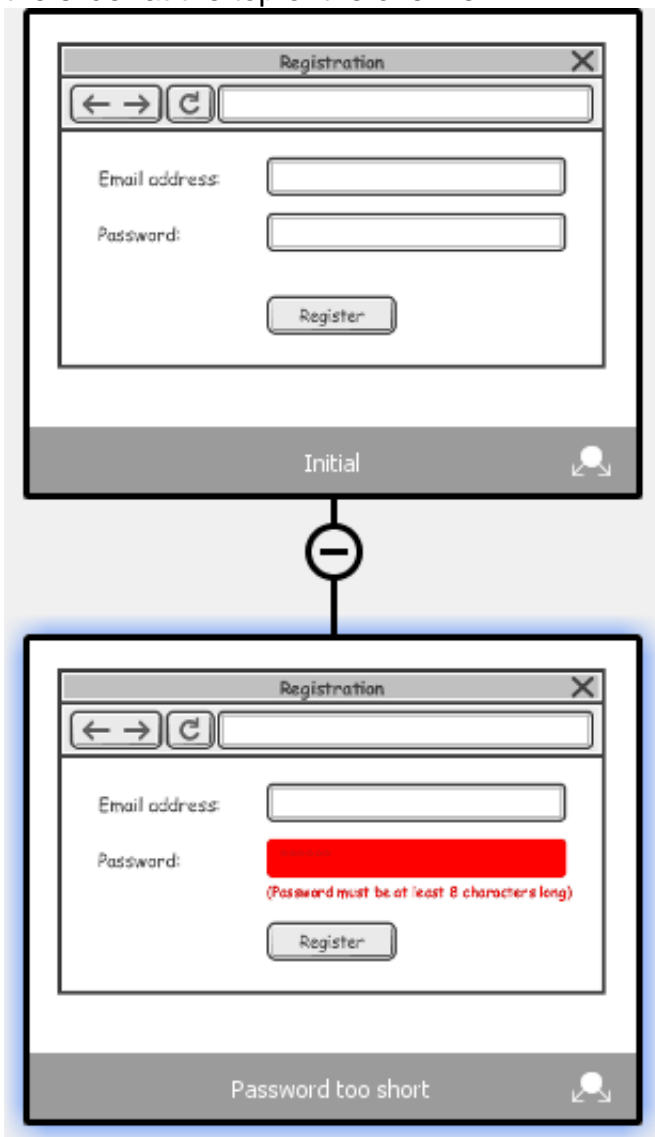 Registration
Email address:
Password:
Register
Initial
Registration
Email address:
Password:
(Password must be at least 8 characters long)
Register
Password too short